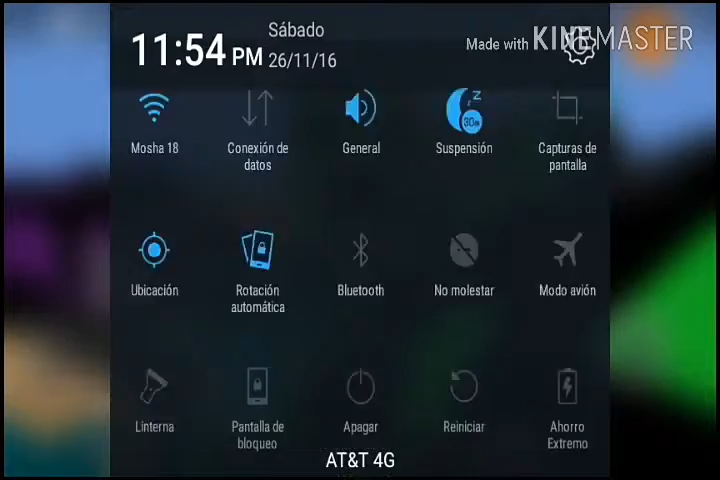 11:54 PM
Sábado
26/11/16
Made with KINEMASTER
Mosha 18
Conexión de
datos
General
30m
Suspensión
Capturas de
pantalla
Ubicación
Rotación
automática
Bluetooth
No molestar
Modo avión
Linterna
Pantalla de
bloqueo
Apagar
Reiniciar
Ahorro
Extremo
AT&T 4G